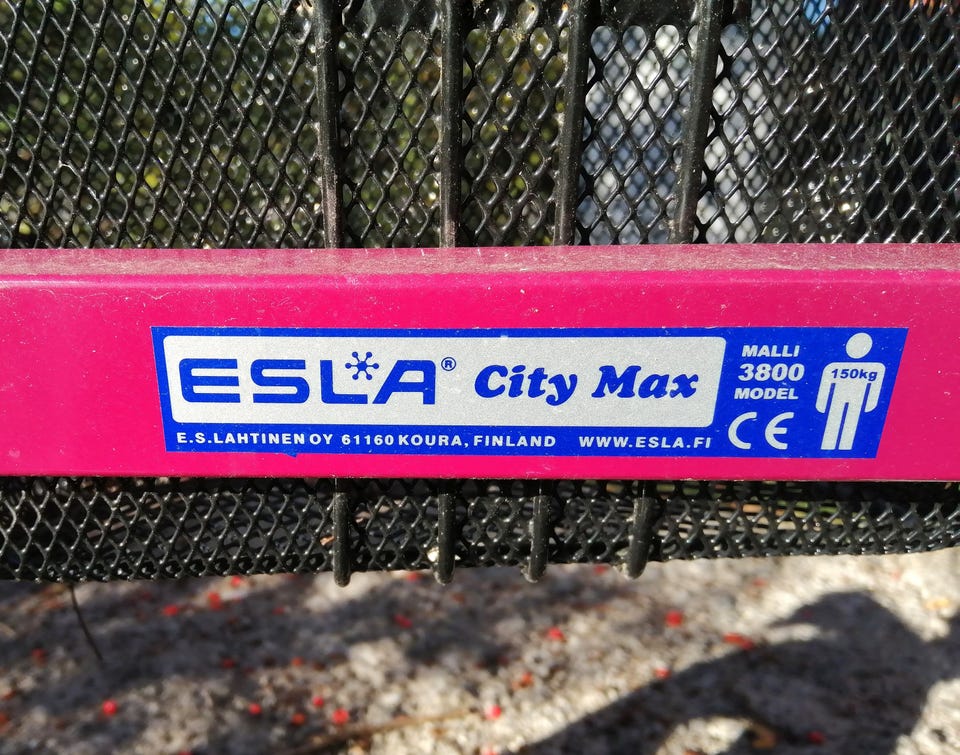 ESLA® City Max
MALLI
3800
MODEL
CE
150kg
E.S.LAHTINEN OY 61160 KOURA, FINLAND WWW.ESLA.FI